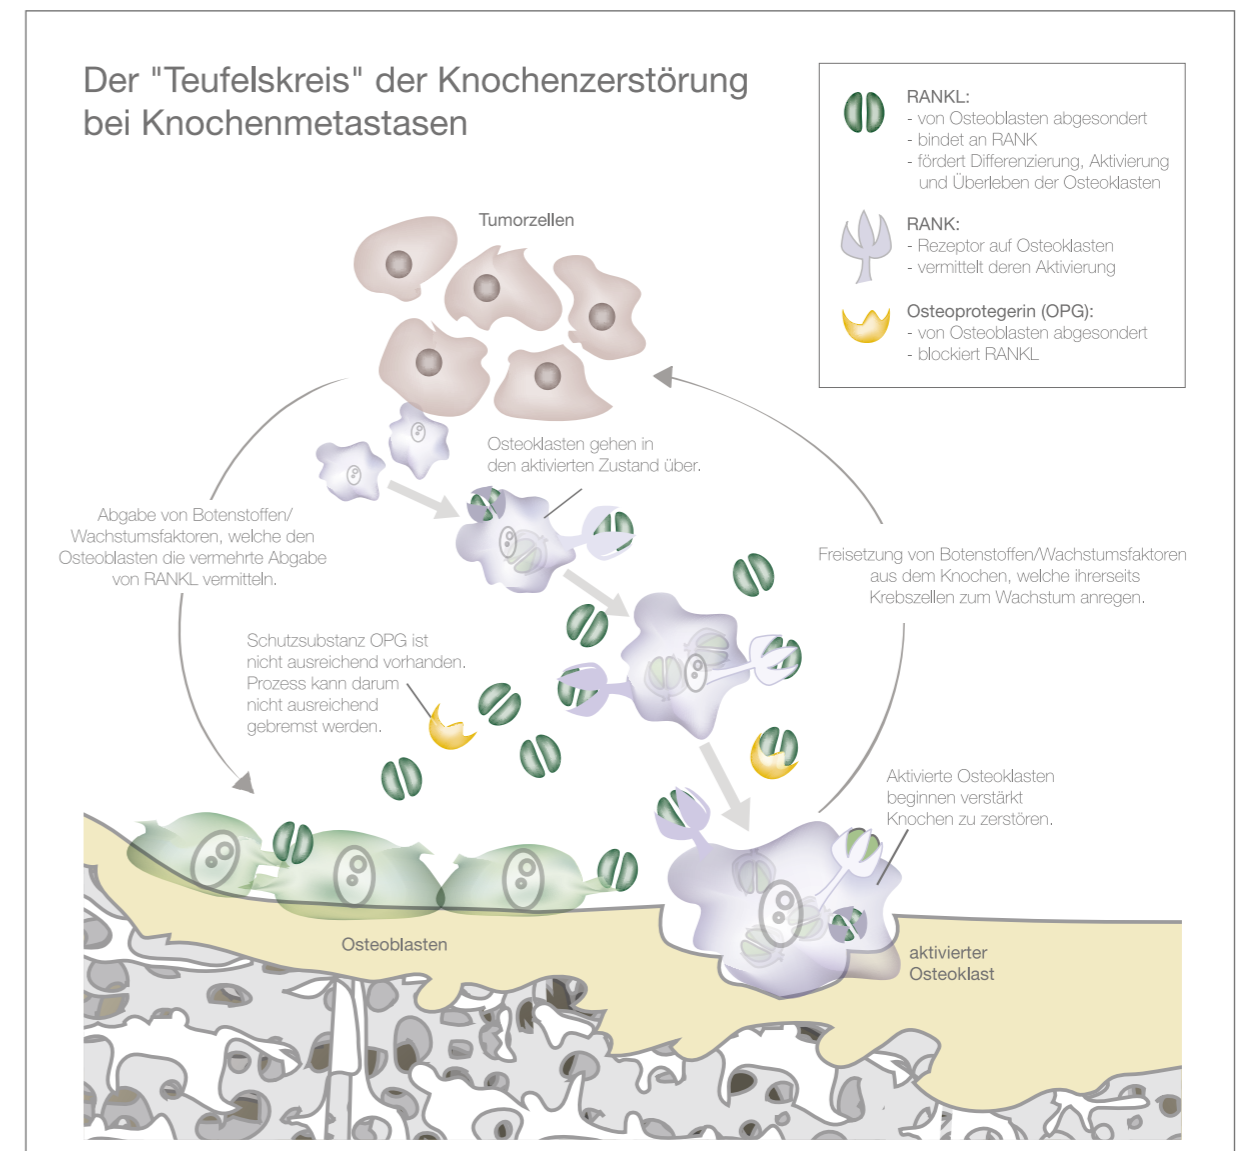 Der "Teufelskreis" der Knochenzerstörung
bei Knochenmetastasen
RANKL:
- von Osteoblasten abgesondert
- bindet an RANK
- fördert Differenzierung, Aktivierung
und Überleben der Osteoklasten
RANK:
- Rezeptor auf Osteoklasten
- vermittelt deren Aktivierung
Osteoprotegerin (OPG):
- von Osteoblasten abgesondert
- blockiert RANKL
Tumorzellen
Osteoklasten gehen in
den aktivierten Zustand über.
Abgabe von Botenstoffen/
Wachstumsfaktoren, welche den
Osteoblasten die vermehrte Abgabe
von RANKL vermitteln.
Freisetzung von Botenstoffen/Wachstumsfaktoren
aus dem Knochen, welche ihrerseits
Krebszellen zum Wachstum anregen.
Schutzsubstanz OPG ist
nicht ausreichend vorhanden.
Prozess kann darum
nicht ausreichend
gebremst werden.
Aktivierte Osteoklasten
beginnen verstärkt
Knochen zu zerstören.
Osteoblasten
aktivierter
Osteoklast